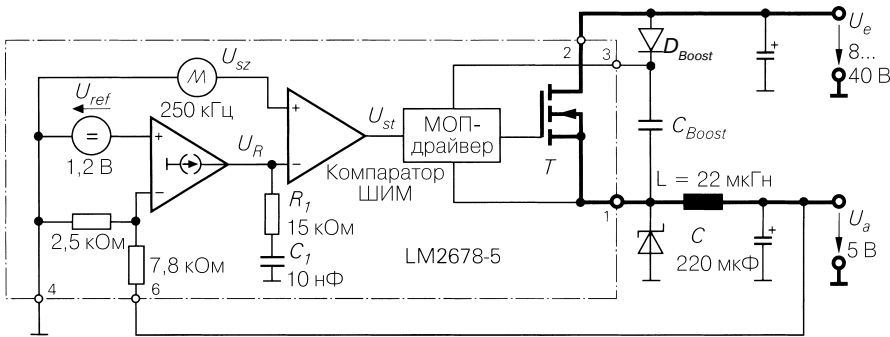 U_e
8...
40 В
2
3
D_Boost
U_sz
250 кГц
U_ref
=
1,2 В
+
−
U_R
+
−
U_st
МОП-
драйвер
T
C_Boost
Компаратор
ШИМ
L = 22 мкГн
1
R_1
15 кОм
C_1
10 нФ
2,5 кОм
7,8 кОм
LM2678-5
C
220 мкФ
+
+
U_a
5 В
4
6